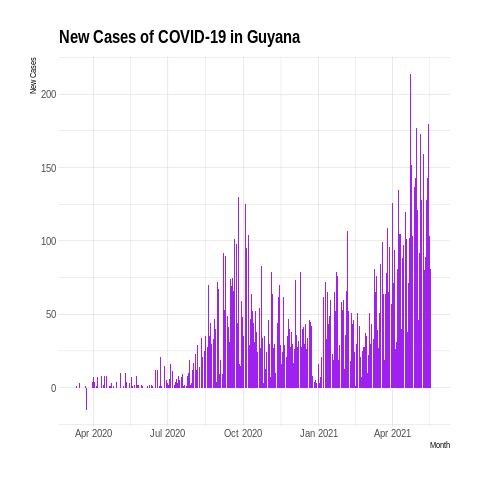 New Cases of COVID-19 in Guyana
New Cases
200
150
100
50
0
Apr 2020
Jul 2020
Oct 2020
Jan 2021
Apr 2021
Month